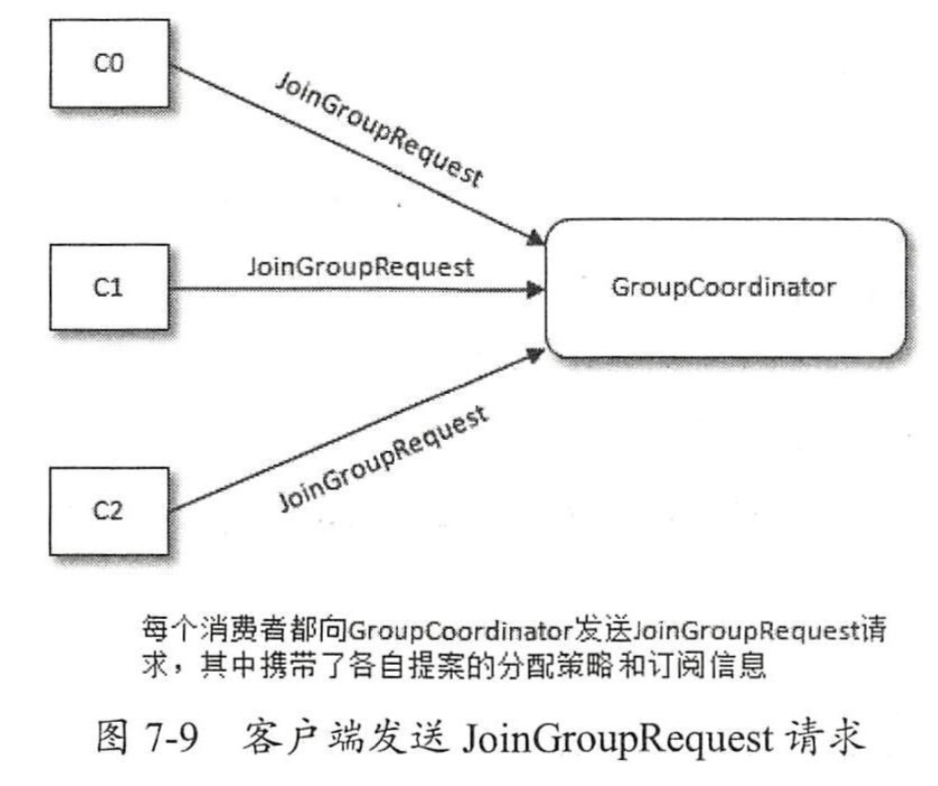 C0
JoinGroupRequest
JoinGroupRequest
C1
GroupCoordinator
JoinGroupRequest
C2
每个消费者都向GroupCoordinator发送JoinGroupRequest请
求，其中携带了各自提案的分配策略和订阅信息
图 7-9 客户端发送 JoinGroupRequest 请求